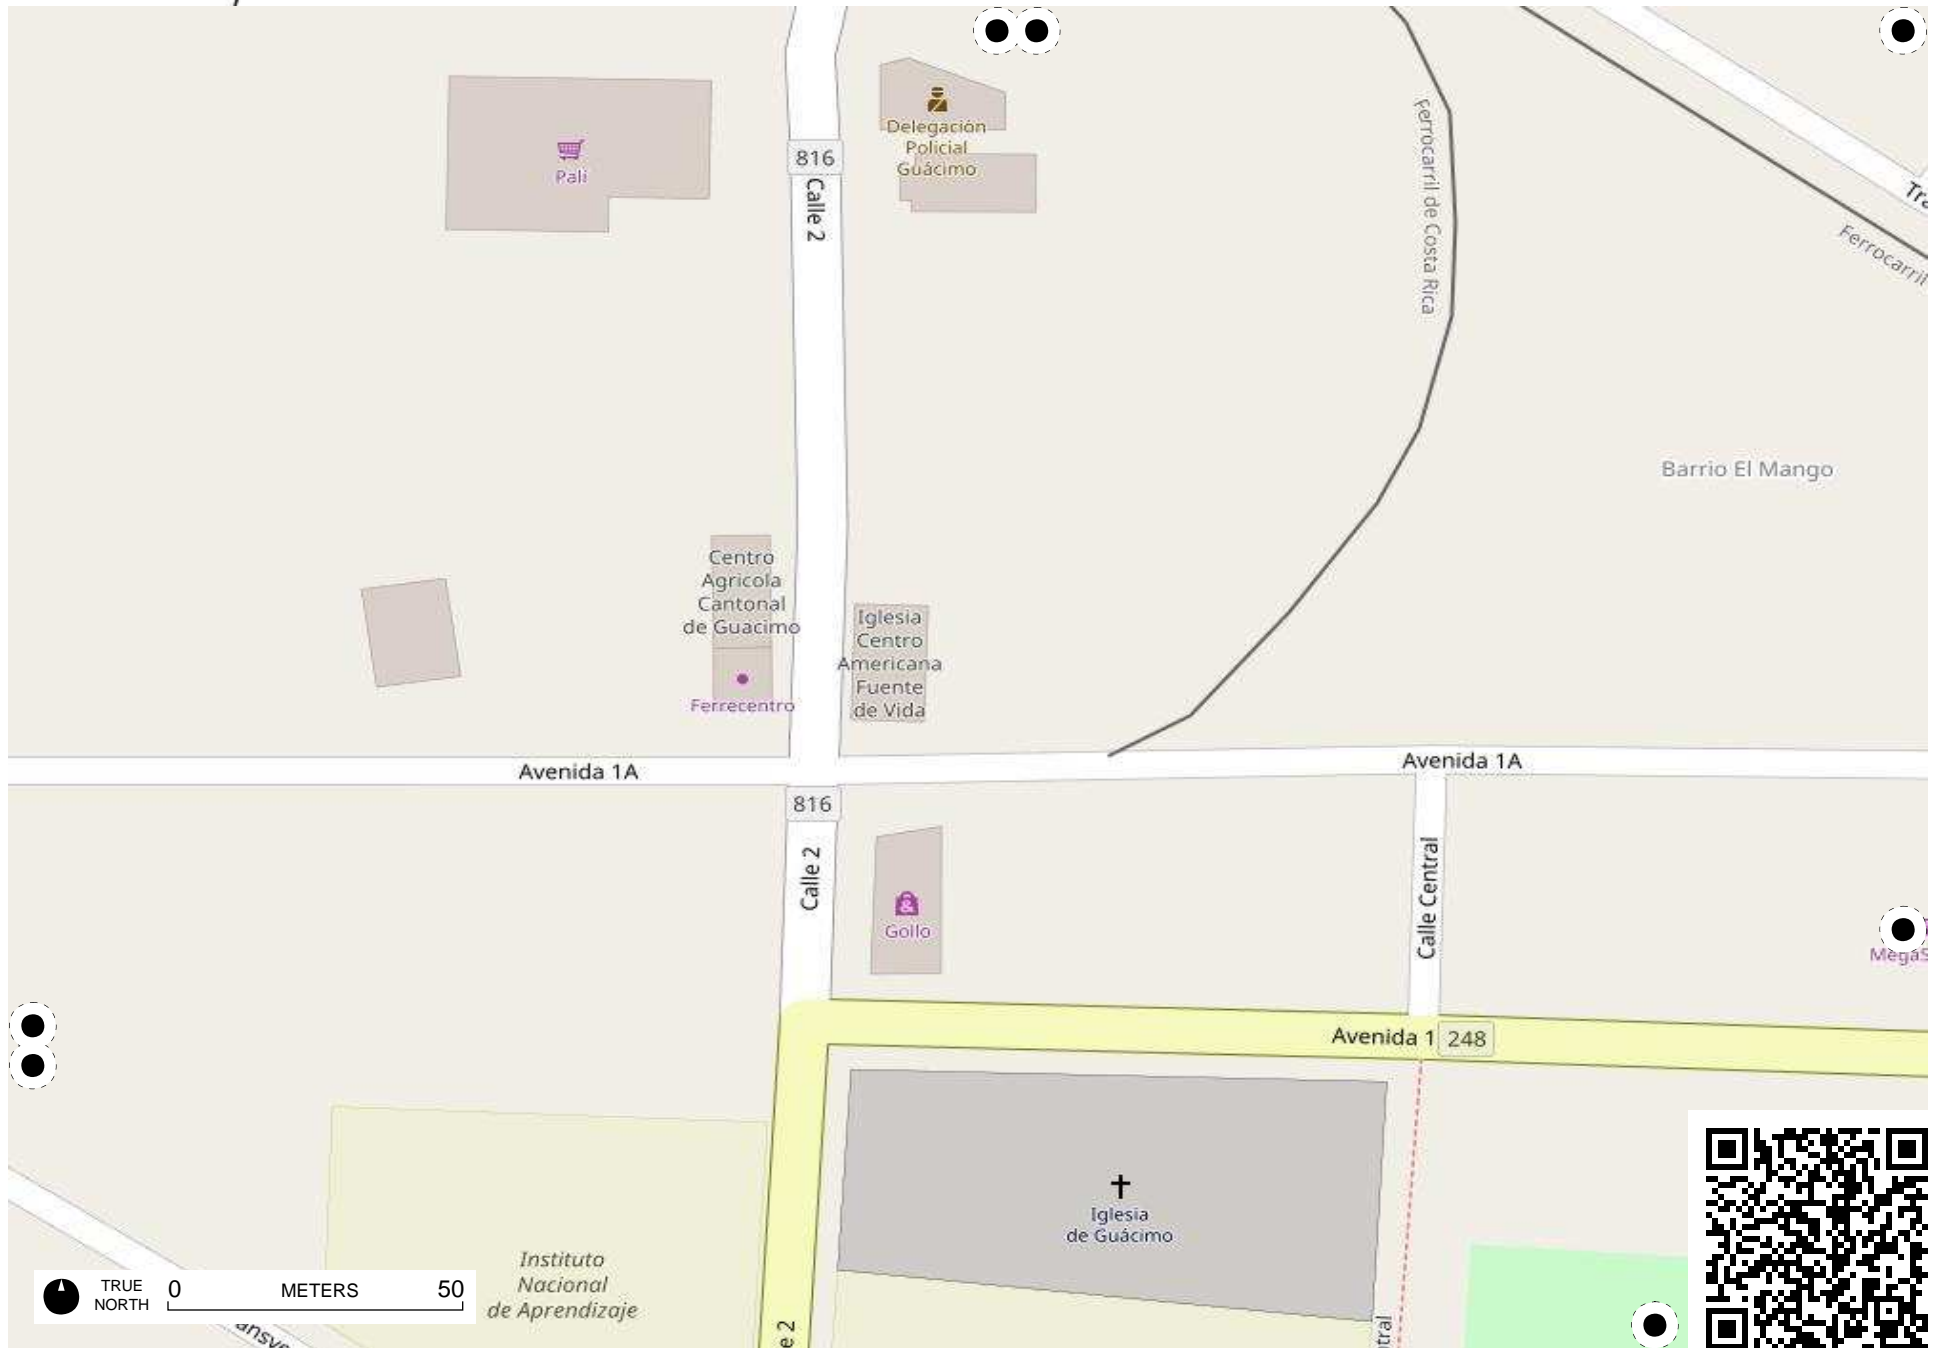 Delegación
Policial
Guácimo
Pali
816
Calle 2
Ferrocarril de Costa Rica
Ferrocarril
Barrio El Mango
Centro
Agricola
Cantonal
de Guacimo
Ferrecentro
Iglesia
Centro
Americana
Fuente
de Vida
Avenida 1A
Avenida 1A
816
Calle 2
Gollo
Calle Central
Avenida 1
248
Iglesia
de Guácimo
Instituto
Nacional
de Aprendizaje
TRUE
NORTH
0 METERS 50